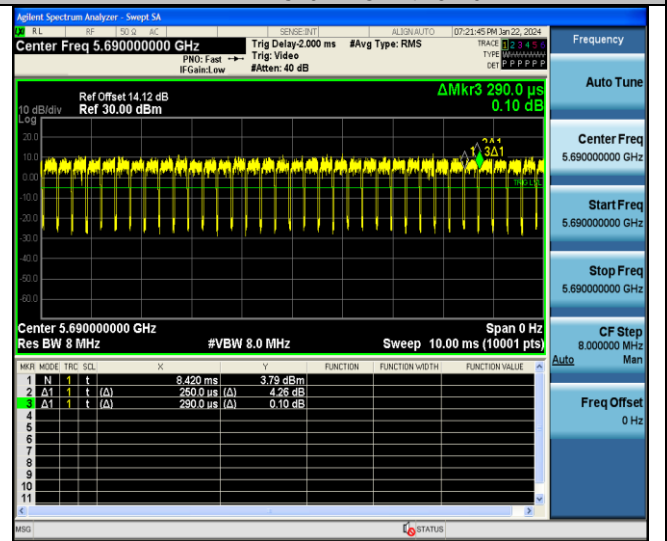 Agilent Spectrum Analyzer - Swept SA
RL RF 50 Ω AC SENSE:INT ALIGN AUTO 07:21:45 PM Jan 22, 2024
Center Freq 5.690000000 GHz
PNO: Fast
IFGain:Low
Trig Delay-2.000 ms
Trig: Video
#Atten: 40 dB
#Avg Type: RMS
TRACE 1 2 3 4 5 6
TYPE
DET P P P P P P
Ref Offset 14.12 dB
10 dB/div Ref 30.00 dBm
Log
ΔMkr3 290.0 µs
0.10 dB
20.0
10.0
0.00
-10.0
-20.0
-30.0
-40.0
-50.0
-60.0
1
2Δ1
3Δ1
TRIG LVL
Center 5.690000000 GHz Span 0 Hz
Res BW 8 MHz #VBW 8.0 MHz Sweep 10.00 ms (10001 pts)
MKR MODE TRC SCL X Y FUNCTION FUNCTION WIDTH FUNCTION VALUE
1 N 1 t 8.420 ms 3.79 dBm
2 Δ1 1 t (Δ) 250.0 µs (Δ) 4.26 dB
3 Δ1 1 t (Δ) 290.0 µs (Δ) 0.10 dB
4
5
6
7
8
9
10
11
MSG STATUS
Frequency
Auto Tune
Center Freq
5.690000000 GHz
Start Freq
5.690000000 GHz
Stop Freq
5.690000000 GHz
CF Step
8.000000 MHz
Auto Man
Freq Offset
0 Hz